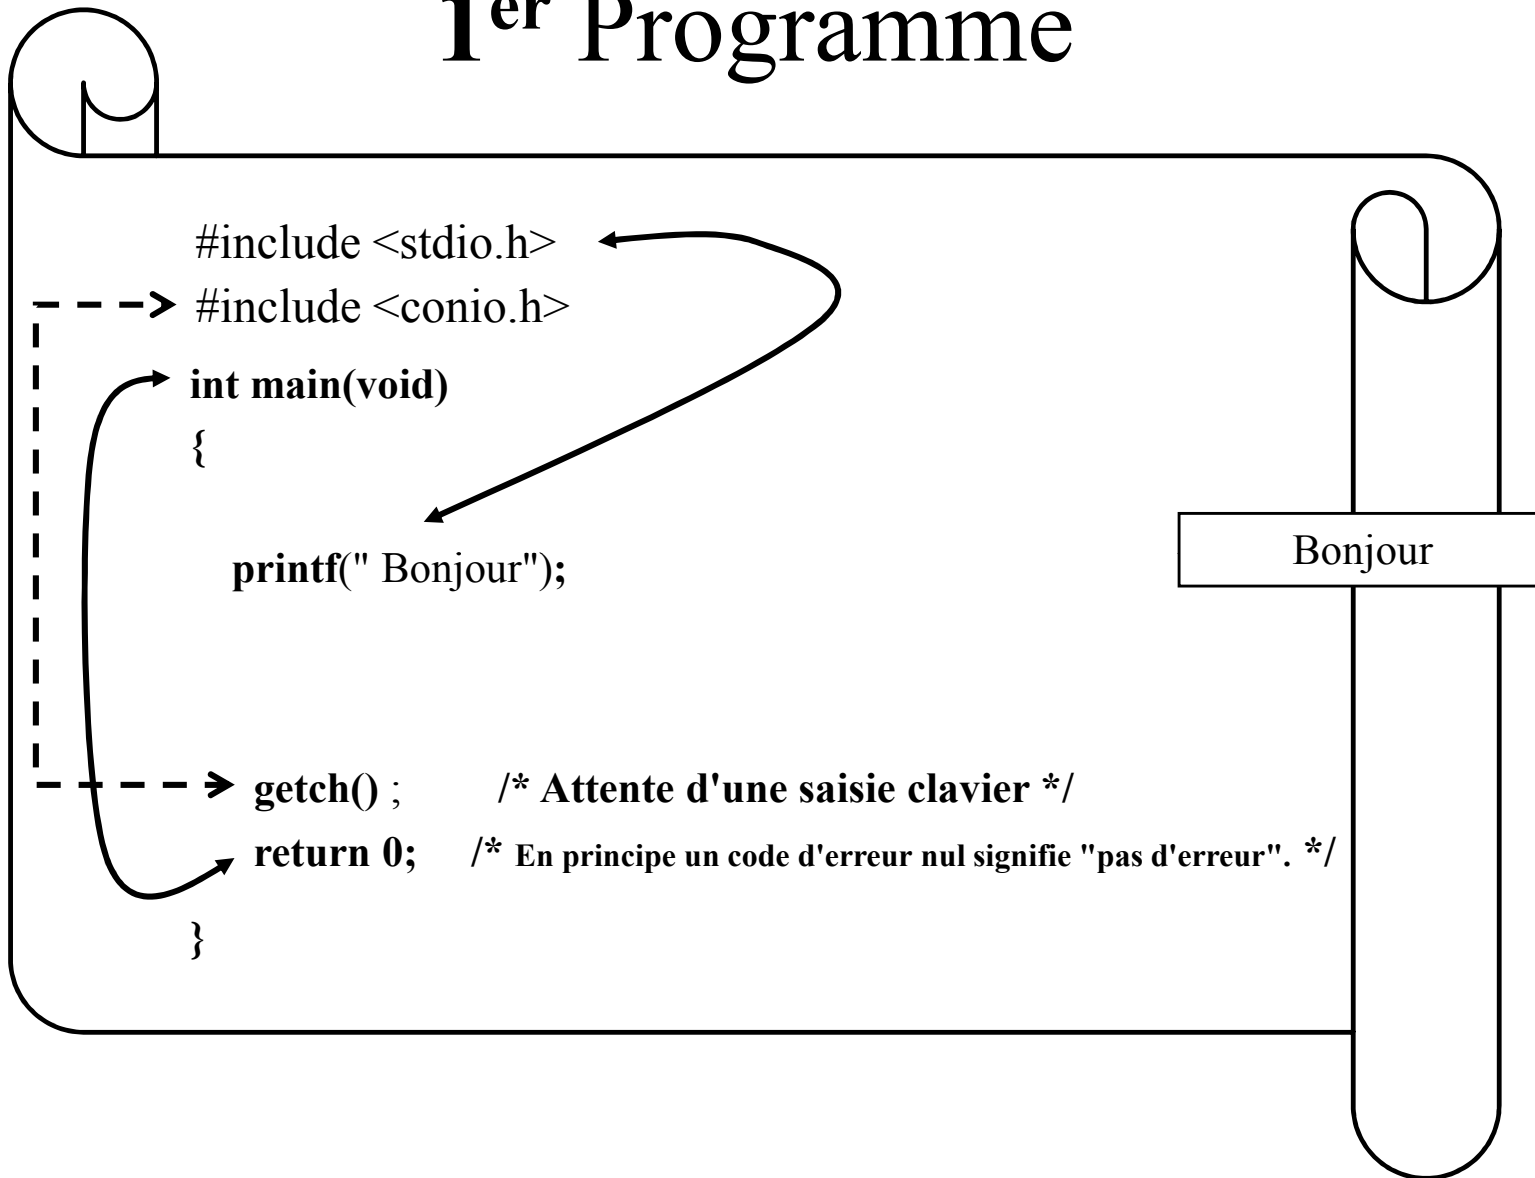 1er Programme
#include <stdio.h>
#include <conio.h>
int main(void)
{
printf(" Bonjour");
Bonjour
getch() ; /* Attente d'une saisie clavier */
return 0; /* En principe un code d'erreur nul signifie "pas d'erreur". */
}